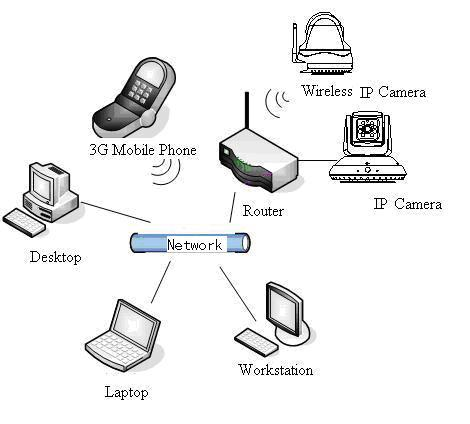 Wireless IP Camera
3G Mobile Phone
IP Camera
Router
Network
Desktop
Workstation
Laptop